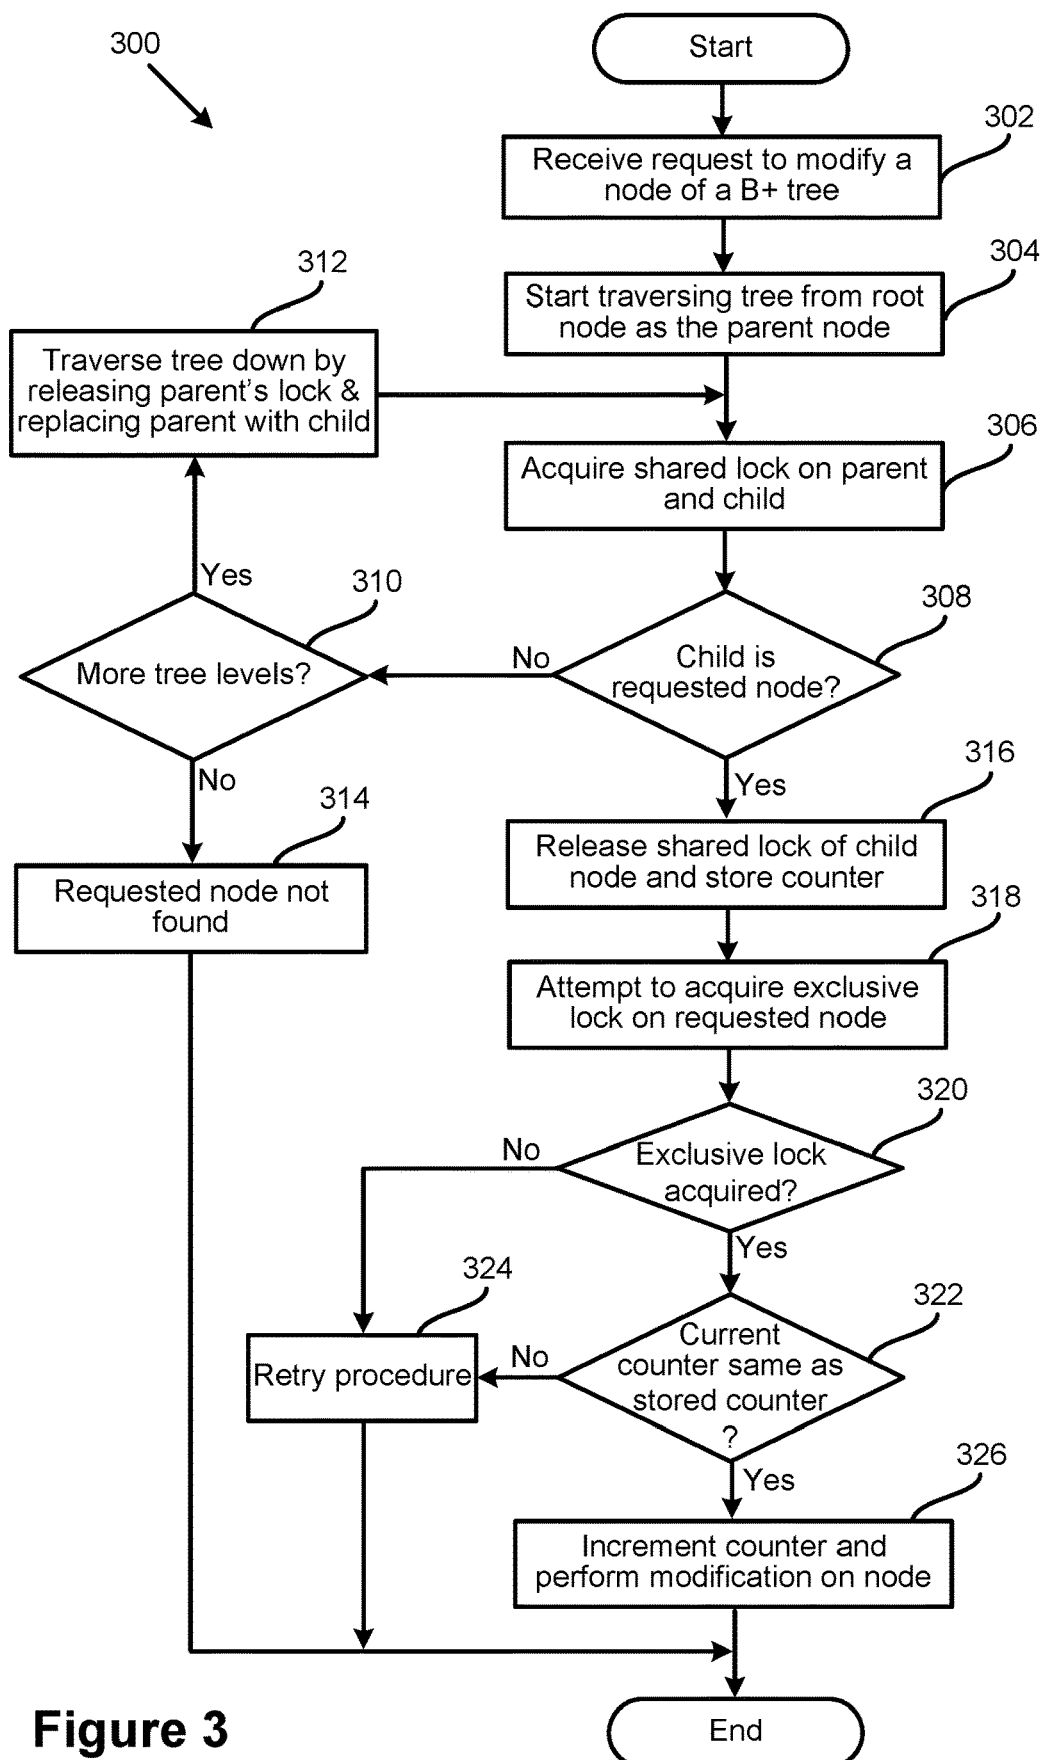 300
Start
302
Receive request to modify a
node of a B+ tree
304
Start traversing tree from root
node as the parent node
312
Traverse tree down by
releasing parent's lock &
replacing parent with child
306
Acquire shared lock on parent
and child
Yes
310
More tree levels?
No
308
Child is
requested node?
No
314
Requested node not
found
Yes
316
Release shared lock of child
node and store counter
318
Attempt to acquire exclusive
lock on requested node
320
No
Exclusive lock
acquired?
Yes
324
Retry procedure
No
322
Current
counter same as
stored counter
?
Yes
326
Increment counter and
perform modification on node
End
Figure 3